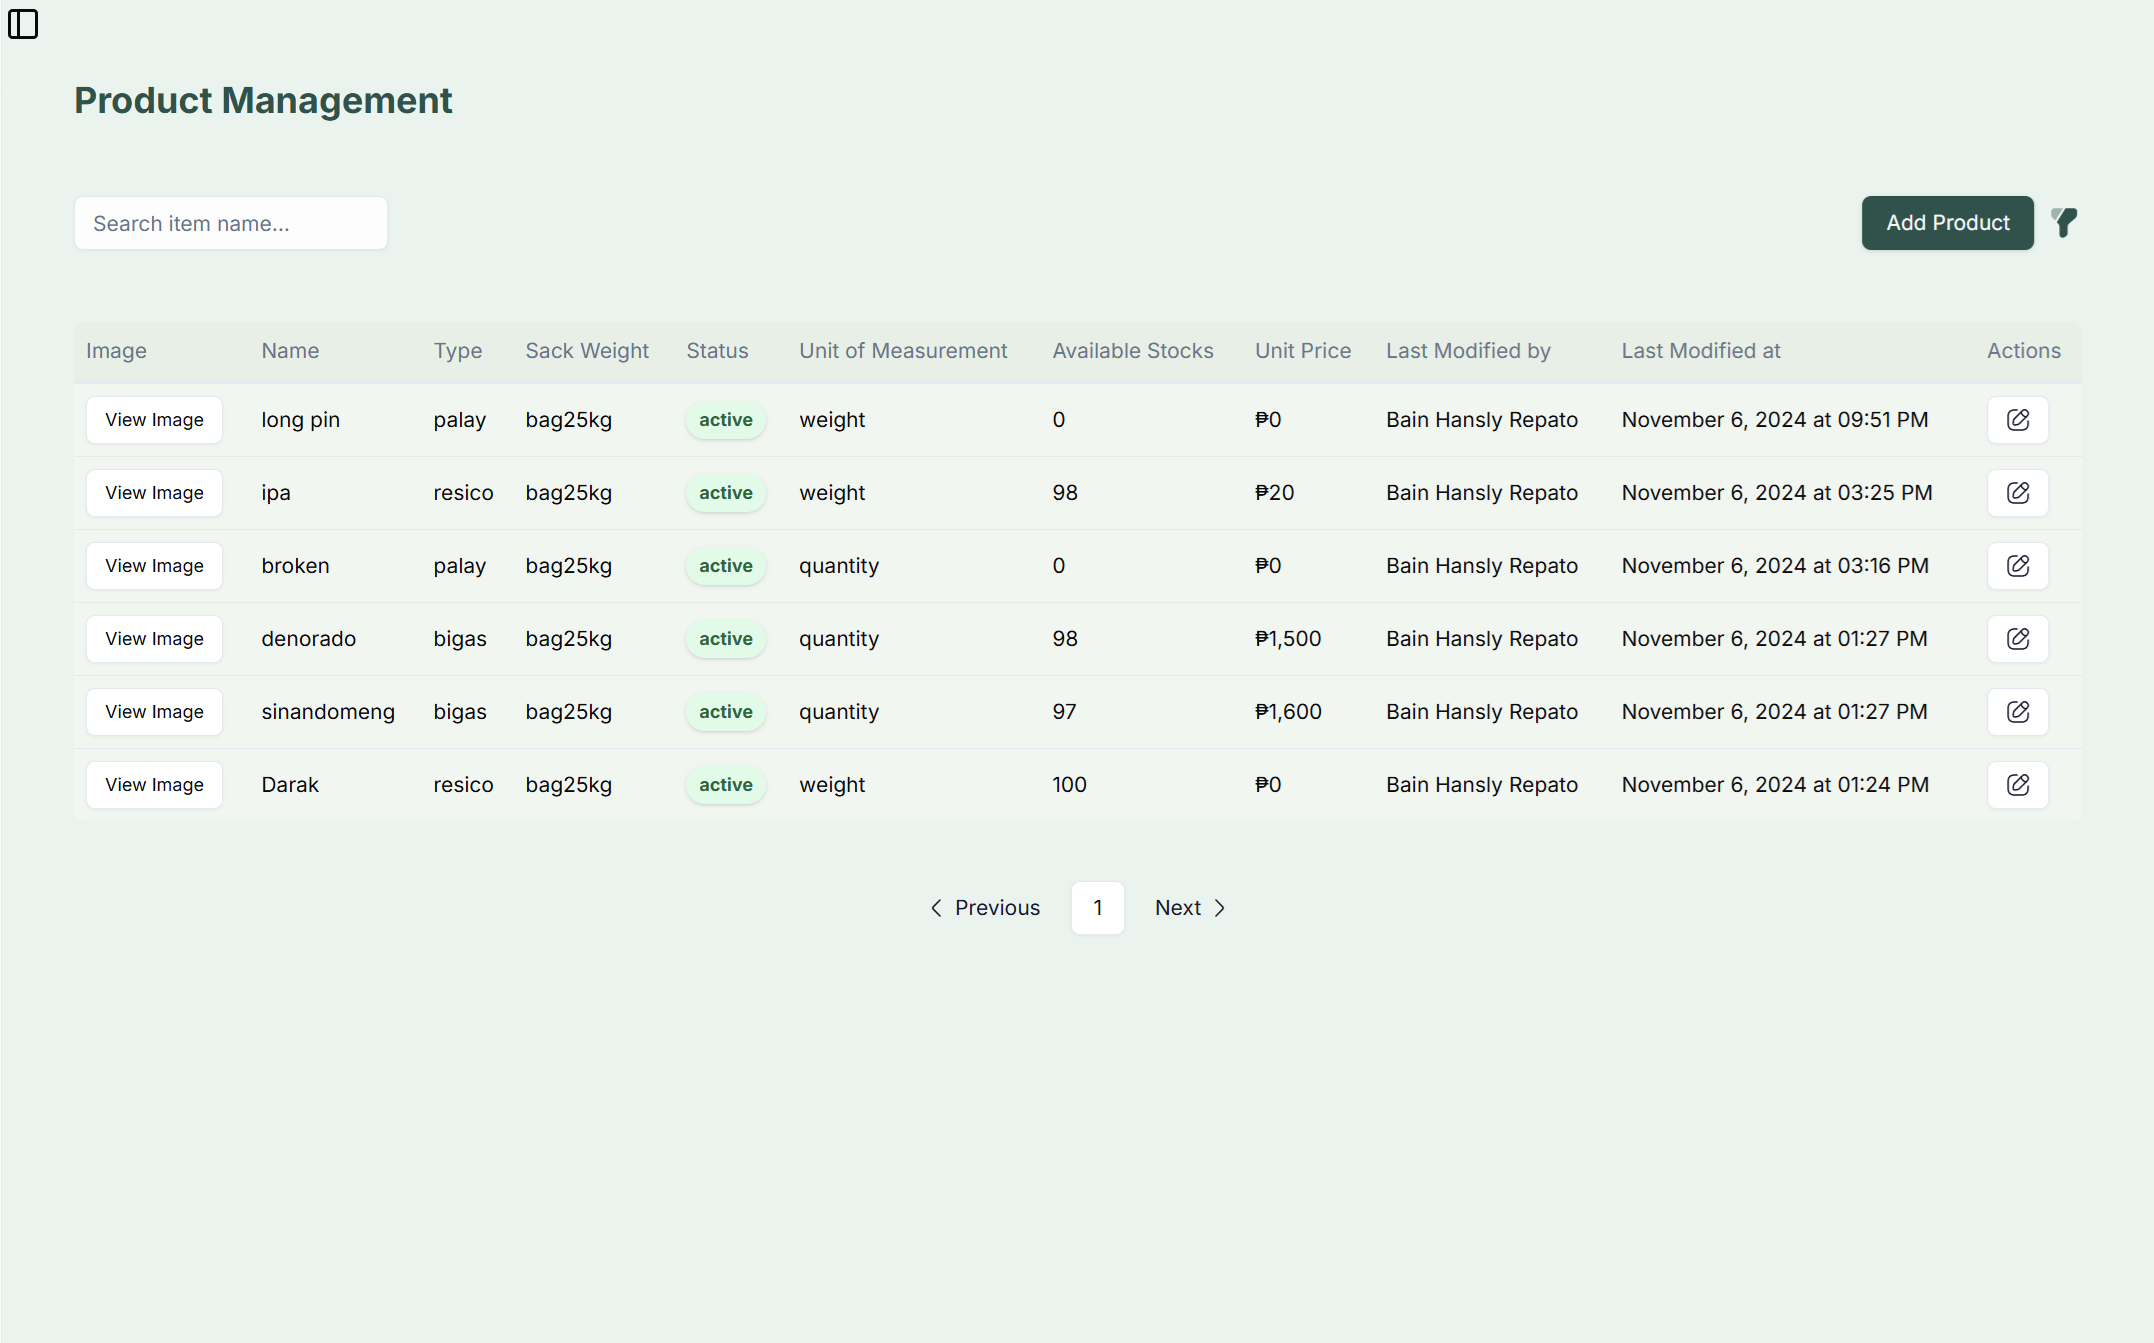 Product Management
Search item name...
Add Product
Image Name Type Sack Weight Status Unit of Measurement Available Stocks Unit Price Last Modified by Last Modified at Actions
View Image long pin palay bag25kg active weight 0 ₱0 Bain Hansly Repato November 6, 2024 at 09:51 PM
View Image ipa resico bag25kg active weight 98 ₱20 Bain Hansly Repato November 6, 2024 at 03:25 PM
View Image broken palay bag25kg active quantity 0 ₱0 Bain Hansly Repato November 6, 2024 at 03:16 PM
View Image denorado bigas bag25kg active quantity 98 ₱1,500 Bain Hansly Repato November 6, 2024 at 01:27 PM
View Image sinandomeng bigas bag25kg active quantity 97 ₱1,600 Bain Hansly Repato November 6, 2024 at 01:27 PM
View Image Darak resico bag25kg active weight 100 ₱0 Bain Hansly Repato November 6, 2024 at 01:24 PM
Previous 1 Next